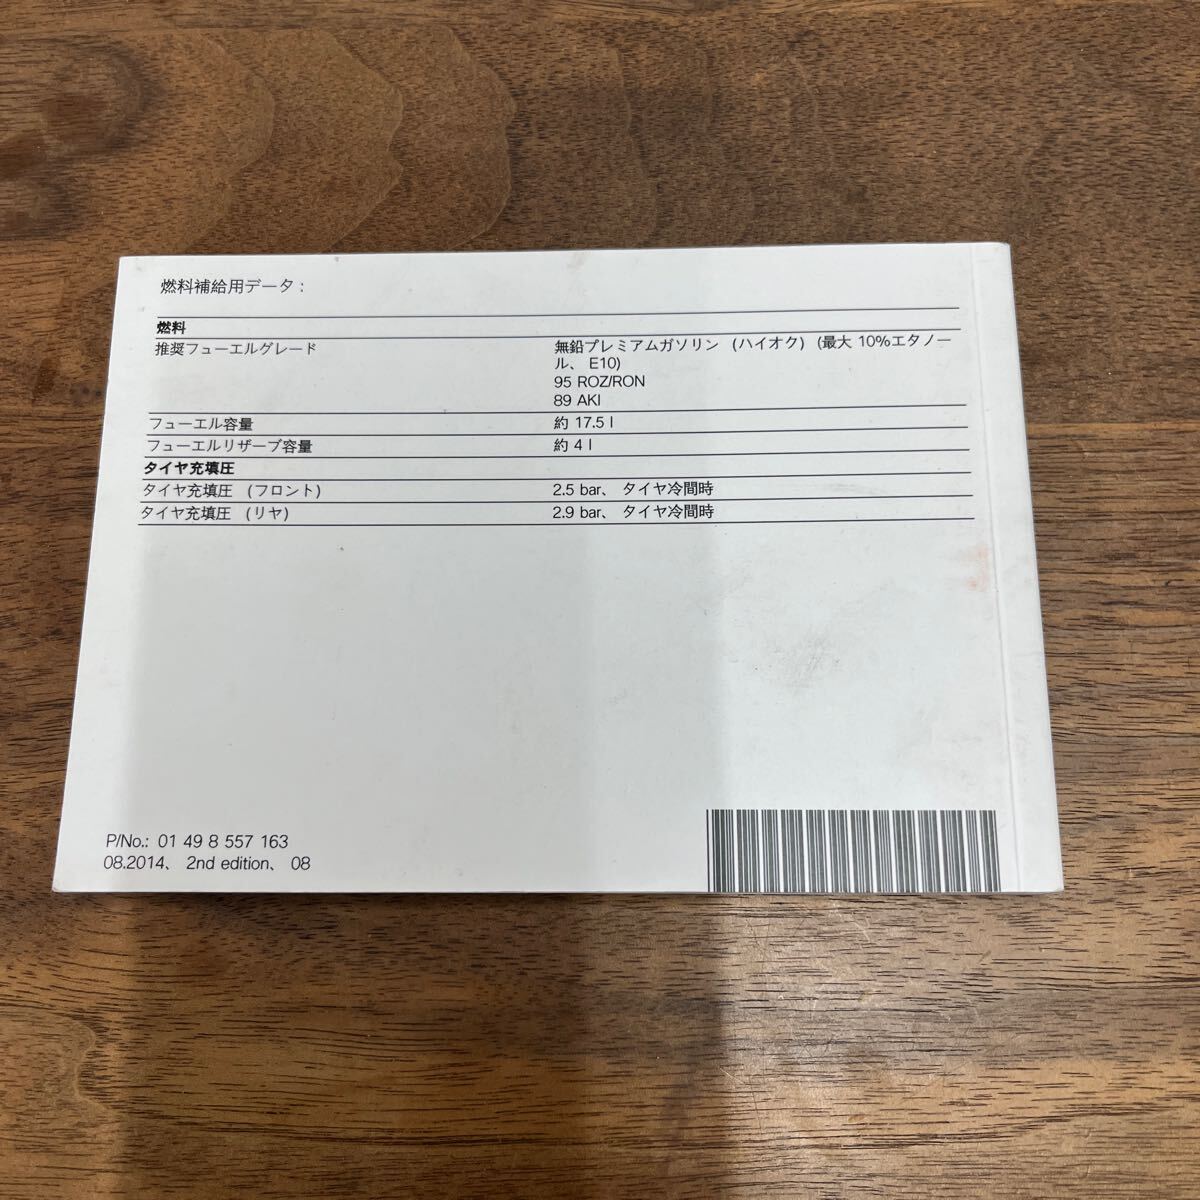 燃料補給用データ :
燃料
推奨フューエルグレード
無鉛プレミアムガソリン (ハイオク) (最大 10%エタノー
ル、 E10)
95 ROZ/RON
89 AKI
フューエル容量 約 17.5 l
フューエルリザーブ容量 約 4 l
タイヤ充填圧
タイヤ充填圧 (フロント) 2.5 bar、 タイヤ冷間時
タイヤ充填圧 (リヤ) 2.9 bar、 タイヤ冷間時
P/No.: 01 49 8 557 163
08.2014、 2nd edition、 08